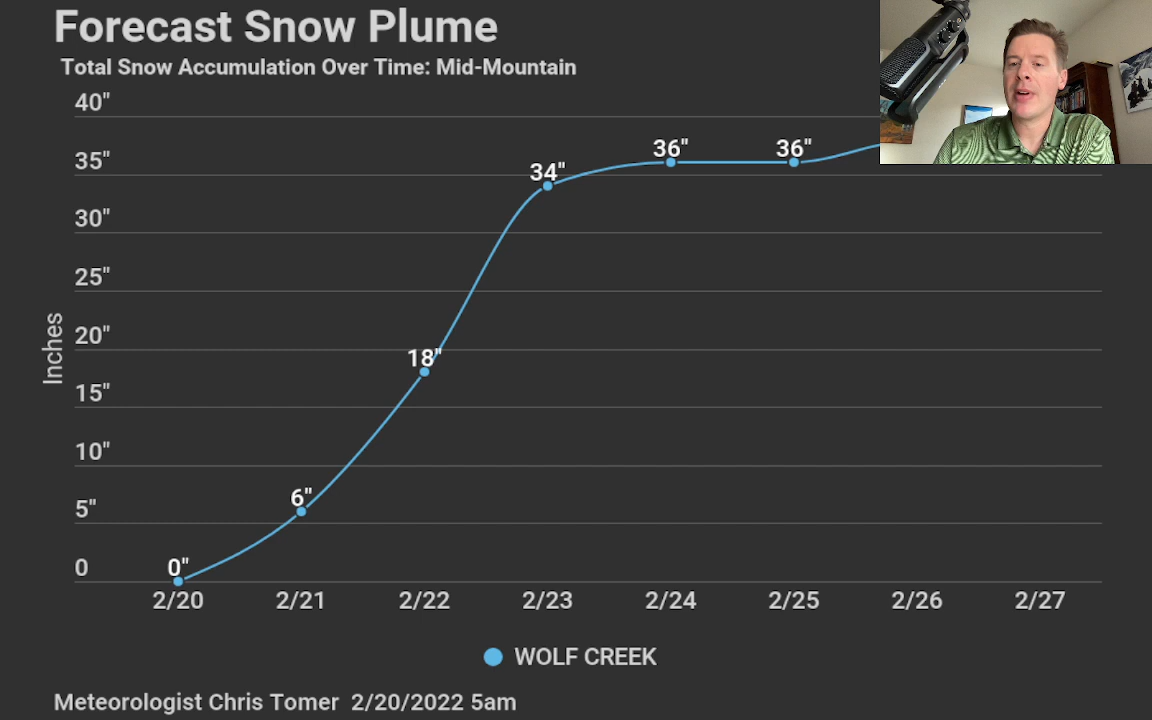 Forecast Snow Plume
Total Snow Accumulation Over Time: Mid-Mountain
40"
35"
30"
25"
20"
15"
10"
5"
0
Inches
0"
6"
18"
34"
36"
36"
2/20 2/21 2/22 2/23 2/24 2/25 2/26 2/27
WOLF CREEK
Meteorologist Chris Tomer 2/20/2022 5am